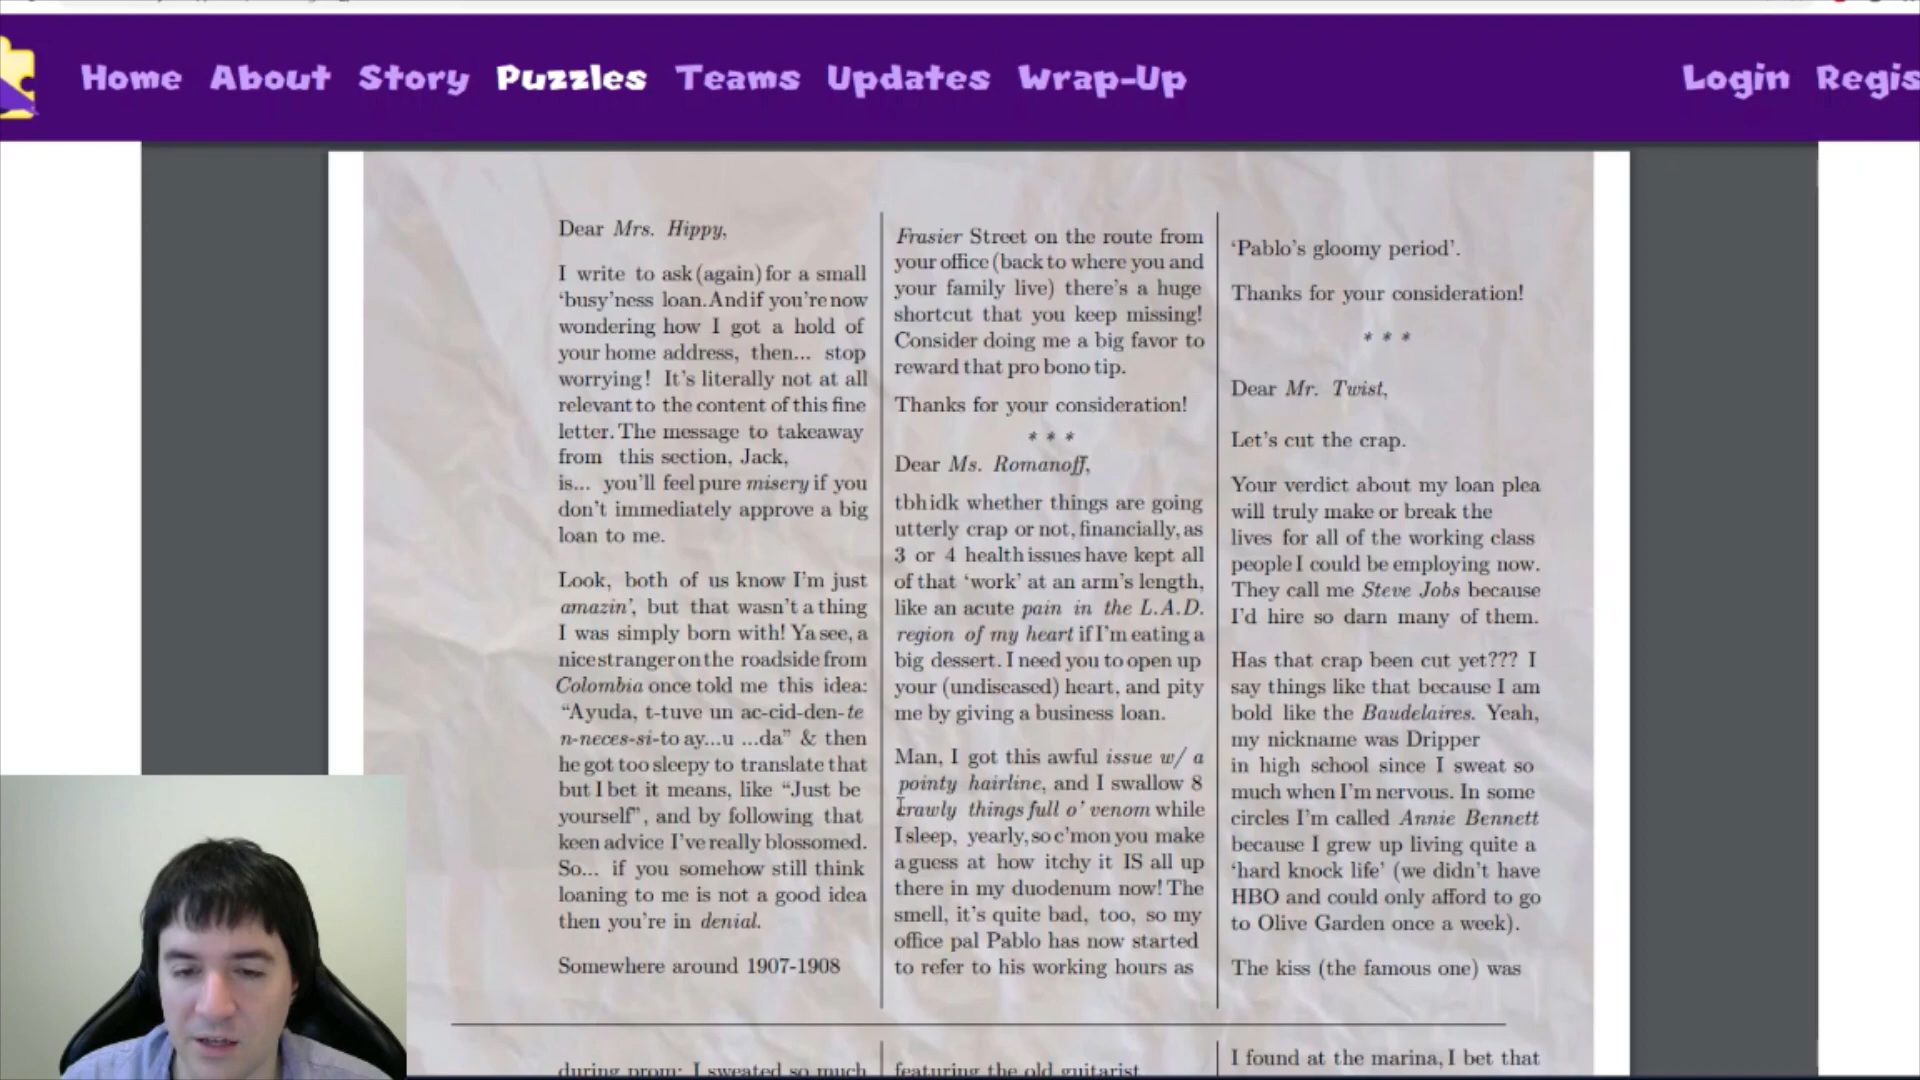 Home About Story Puzzles Teams Updates Wrap-Up Login Regis
Dear Mrs. Hippy,
I write to ask (again) for a small
‘busy’ness loan. And if you’re now
wondering how I got a hold of
your home address, then... stop
worrying! It’s literally not at all
relevant to the content of this fine
letter. The message to takeaway
from this section, Jack,
is... you’ll feel pure misery if you
don’t immediately approve a big
loan to me.
Look, both of us know I’m just
amazin’, but that wasn’t a thing
I was simply born with! Ya see, a
nice stranger on the roadside from
Colombia once told me this idea:
“Ayuda, t-tuve un ac-cid-den-te
n-neces-si-to ay...u ...da” & then
he got too sleepy to translate that
but I bet it means, like “Just be
yourself”, and by following that
keen advice I’ve really blossomed.
So... if you somehow still think
loaning to me is not a good idea
then you’re in denial.
Somewhere around 1907-1908
Frasier Street on the route from
your office (back to where you and
your family live) there’s a huge
shortcut that you keep missing!
Consider doing me a big favor to
reward that pro bono tip.
Thanks for your consideration!
* * *
Dear Ms. Romanoff,
tbh idk whether things are going
utterly crap or not, financially, as
3 or 4 health issues have kept all
of that ‘work’ at an arm’s length,
like an acute pain in the L.A.D.
region of my heart if I’m eating a
big dessert. I need you to open up
your (undiseased) heart, and pity
me by giving a business loan.
Man, I got this awful issue w/ a
pointy hairline, and I swallow 8
crawly things full o’ venom while
I sleep, yearly, so c’mon you make
a guess at how itchy it IS all up
there in my duodenum now! The
smell, it’s quite bad, too, so my
office pal Pablo has now started
to refer to his working hours as
‘Pablo’s gloomy period’.
Thanks for your consideration!
* * *
Dear Mr. Twist,
Let’s cut the crap.
Your verdict about my loan plea
will truly make or break the
lives for all of the working class
people I could be employing now.
They call me Steve Jobs because
I’d hire so darn many of them.
Has that crap been cut yet??? I
say things like that because I am
bold like the Baudelaires. Yeah,
my nickname was Dripper
in high school since I sweat so
much when I’m nervous. In some
circles I’m called Annie Bennett
because I grew up living quite a
‘hard knock life’ (we didn’t have
HBO and could only afford to go
to Olive Garden once a week).
The kiss (the famous one) was
during prom; I sweated so much
featuring the old guitarist
I found at the marina, I bet that